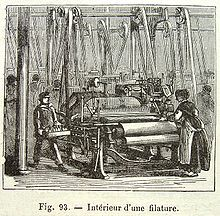 Fig. 93. — Intérieur d'une filature.